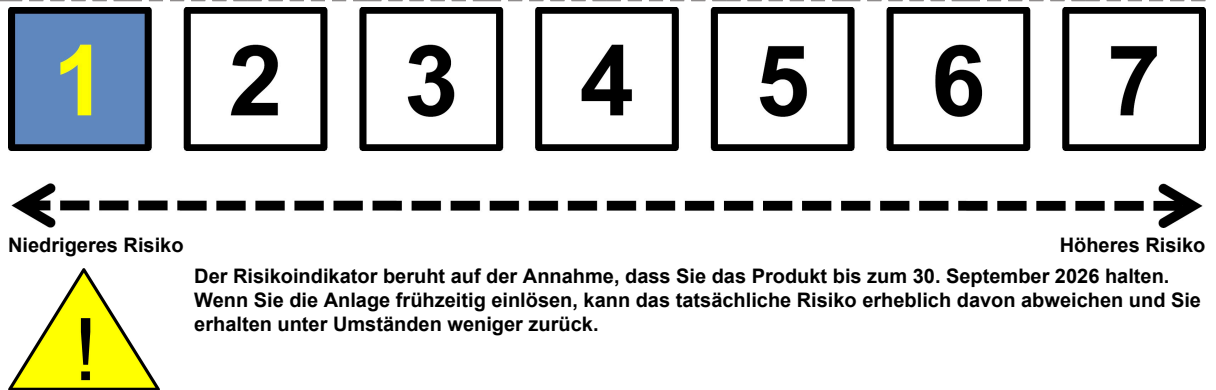 1 2 3 4 5 6 7
Niedrigeres Risiko Höheres Risiko
Der Risikoindikator beruht auf der Annahme, dass Sie das Produkt bis zum 30. September 2026 halten.
Wenn Sie die Anlage frühzeitig einlösen, kann das tatsächliche Risiko erheblich davon abweichen und Sie
erhalten unter Umständen weniger zurück.
!